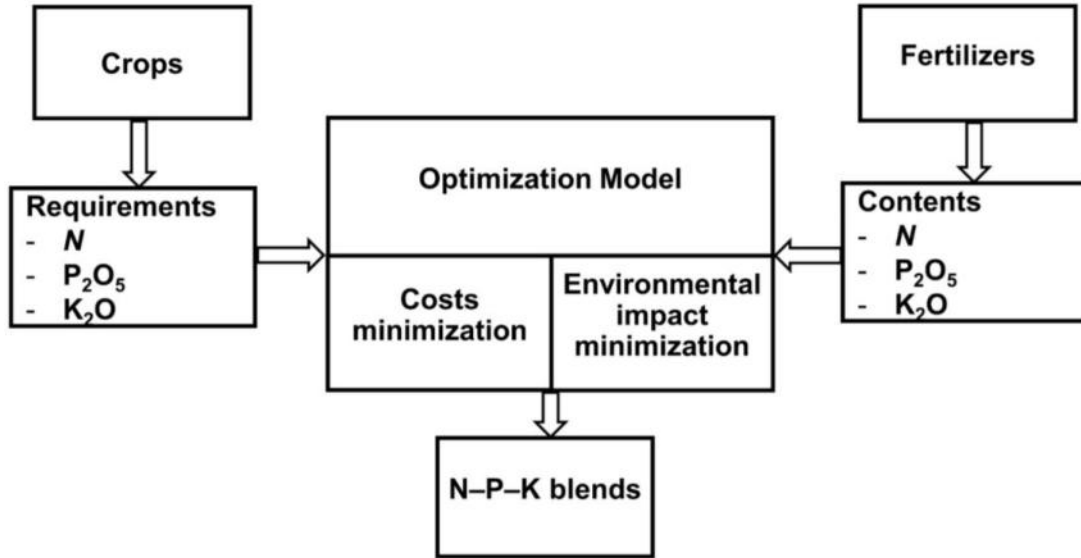 Crops
Fertilizers
Requirements
- N
- P₂O₅
- K₂O
Optimization Model
Costs
minimization
Environmental
impact
minimization
Contents
- N
- P₂O₅
- K₂O
N–P–K blends